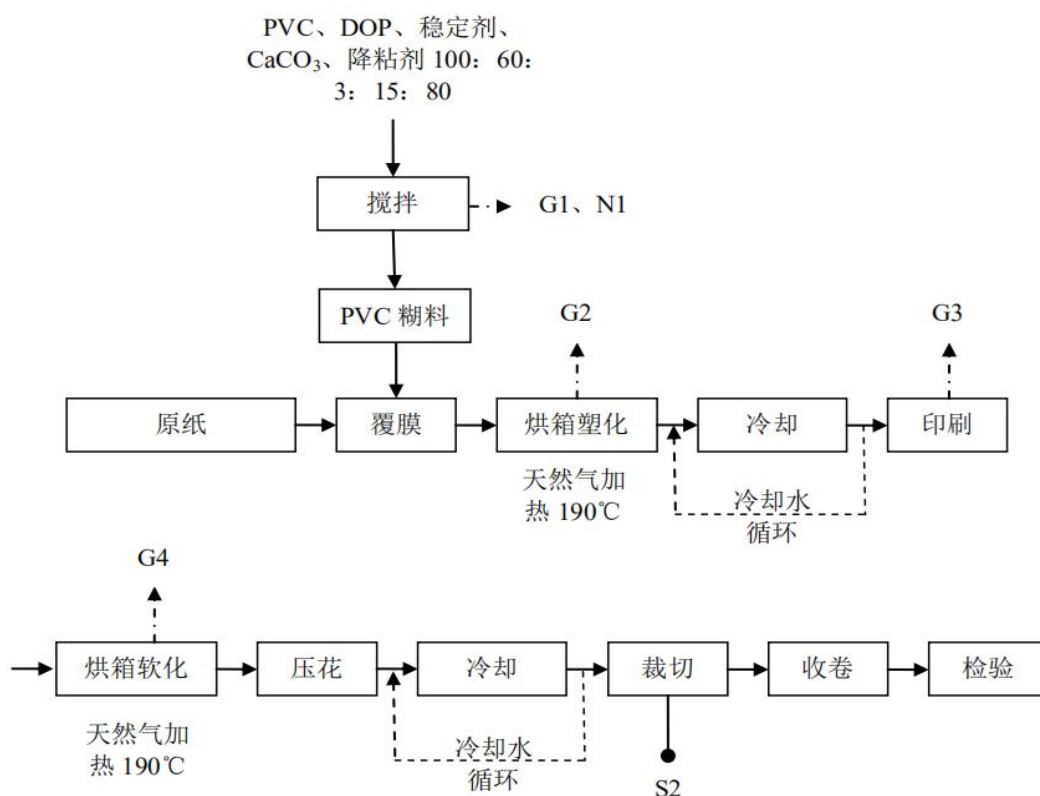 PVC、DOP、稳定剂、
CaCO₃、降粘剂 100：60：
3：15：80
搅拌
G1、N1
PVC 糊料
G2
G3
原纸
覆膜
烘箱塑化
冷却
印刷
天然气加
热 190℃
冷却水
循环
G4
烘箱软化
压花
冷却
裁切
收卷
检验
天然气加
热 190℃
冷却水
循环
S2